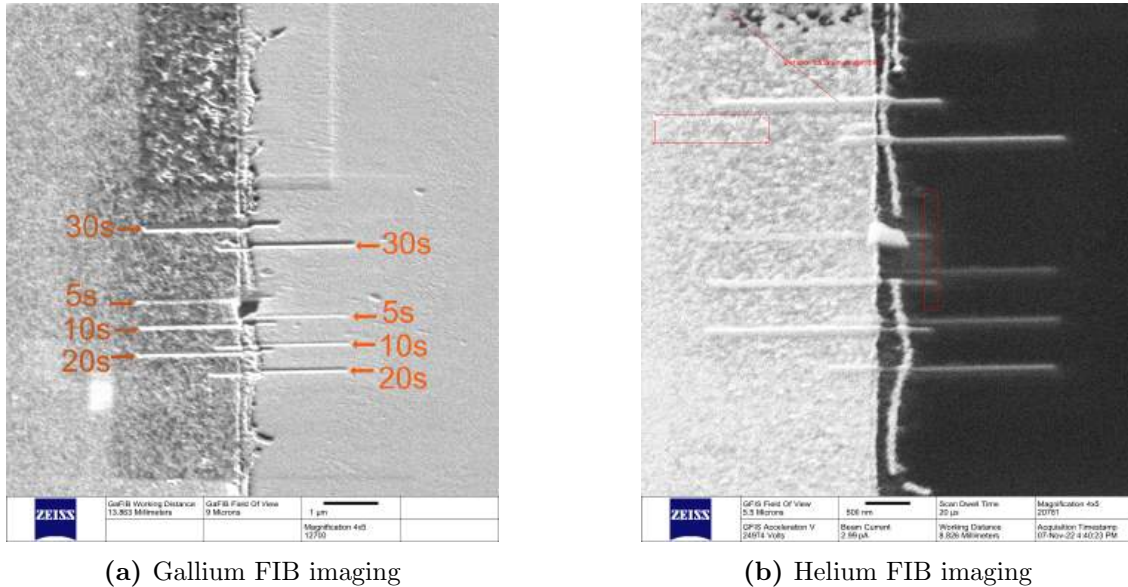 30s
30s
5s
5s
10s
10s
20s
20s
ZEISS
GaFIB Working Distance
13.863 Millimeters
GaFIB Field Of View
9 Microns
1 µm
Magnification 4x5
12700
ZEISS
GFIS Field Of View
5.5 Microns
500 nm
Scan Dwell Time
20 µs
Magnification 4x5
20781
GFIS Acceleration V
24974 Volts
Beam Current
2.99 pA
Working Distance
8.826 Millimeters
Acquisition Timestamp
07-Nov-22 4:40:23 PM
(a) Gallium FIB imaging
(b) Helium FIB imaging